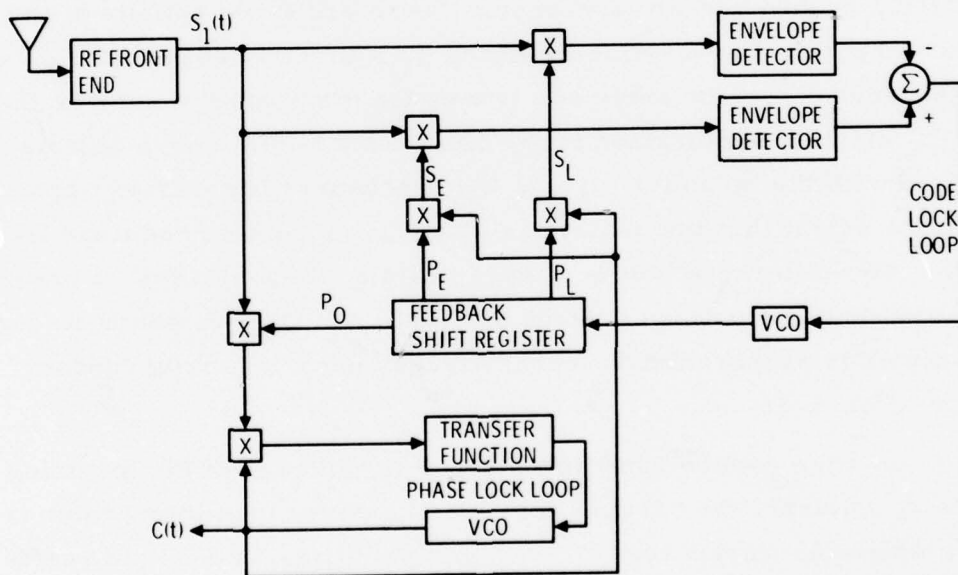 S₁(t)
RF FRONT
END
X
ENVELOPE
DETECTOR
-
Σ
+
X
ENVELOPE
DETECTOR
S_E
S_L
X
X
CODE
LOCK
LOOP
P_E
P_L
P_O
X
FEEDBACK
SHIFT REGISTER
VCO
X
TRANSFER
FUNCTION
PHASE LOCK LOOP
C(t)
VCO